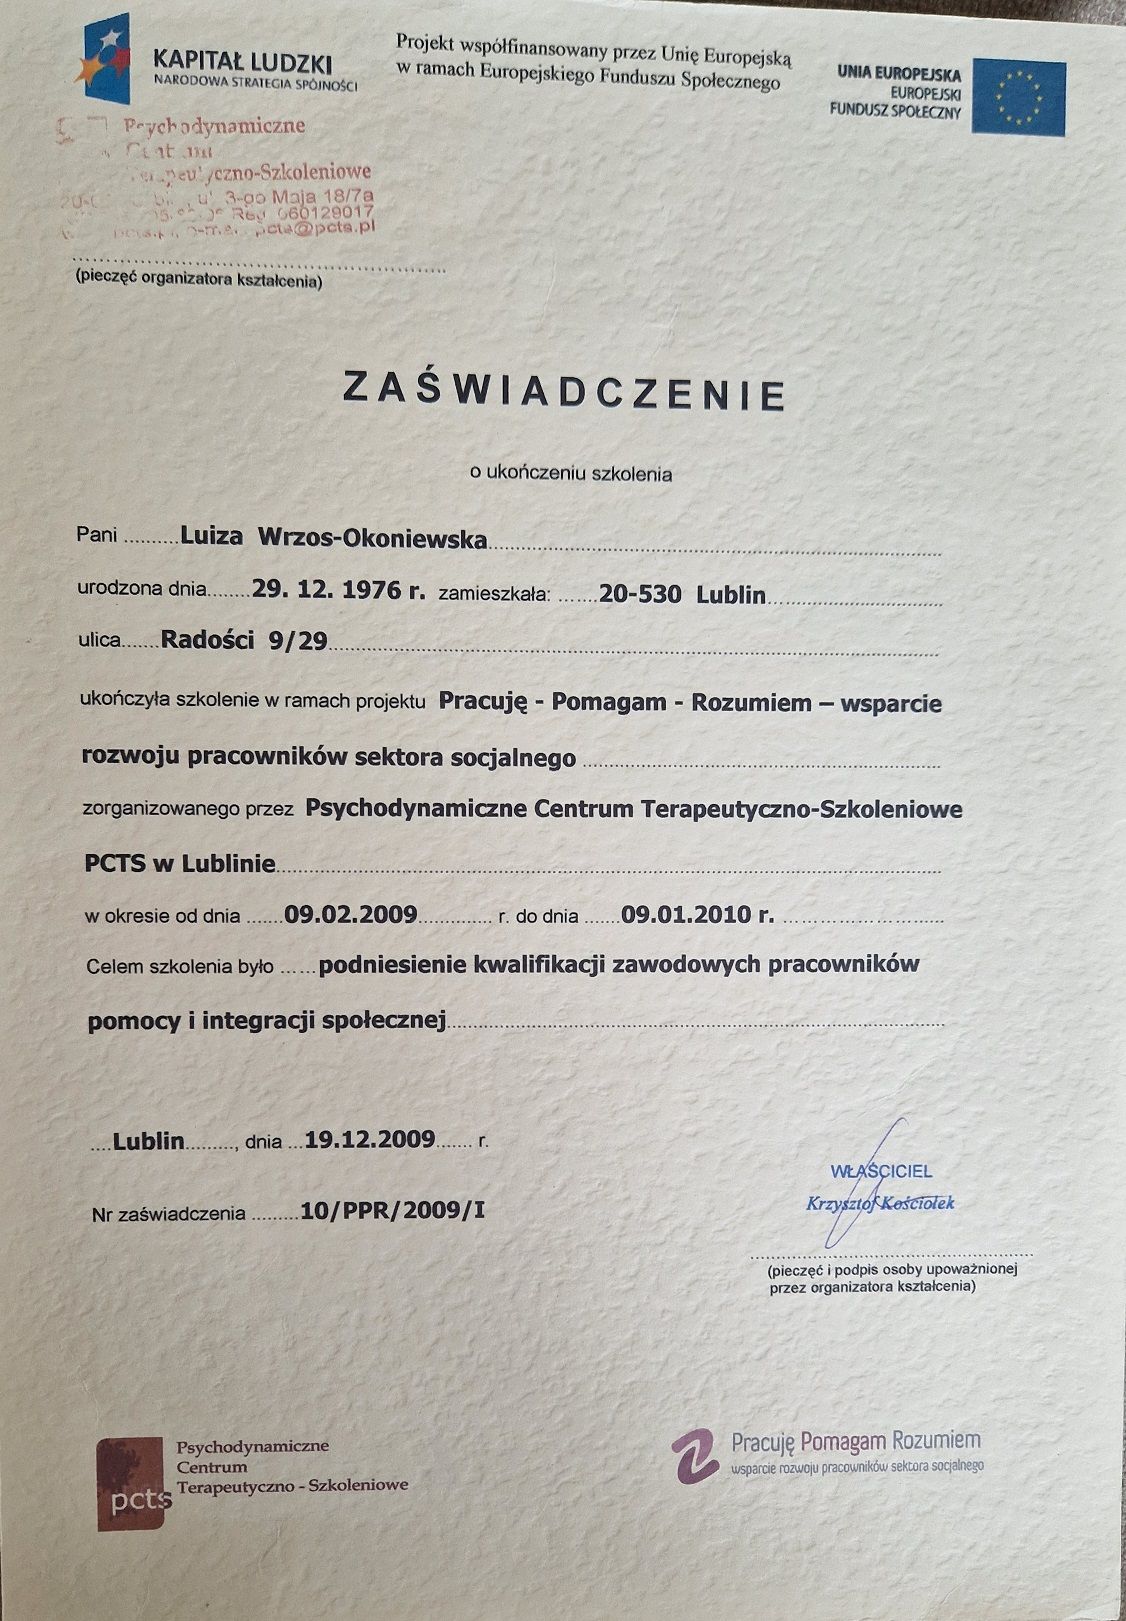 KAPITAŁ LUDZKI
NARODOWA STRATEGIA SPÓJNOŚCI
Projekt współfinansowany przez Unię Europejską
w ramach Europejskiego Funduszu Społecznego
UNIA EUROPEJSKA
EUROPEJSKI
FUNDUSZ SPOŁECZNY
Psychodynamiczne
Terapeutyczno-Szkoleniowe
ul. 3-go Maja 18/7a
Reg. 060129017
pcts@pcts.pl
(pieczęć organizatora kształcenia)
ZAŚWIADCZENIE
o ukończeniu szkolenia
Pani .......... Luiza Wrzos-Okoniewska
urodzona dnia ........ 29. 12. 1976 r. zamieszkała: ....... 20-530 Lublin
ulica ....... Radości 9/29
ukończyła szkolenie w ramach projektu Pracuję - Pomagam - Rozumiem – wsparcie
rozwoju pracowników sektora socjalnego
zorganizowanego przez Psychodynamiczne Centrum Terapeutyczno-Szkoleniowe
PCTS w Lublinie
w okresie od dnia ....... 09.02.2009 ............. r. do dnia ...... 09.01.2010 r.
Celem szkolenia było ...... podniesienie kwalifikacji zawodowych pracowników
pomocy i integracji społecznej
.... Lublin ........., dnia ... 19.12.2009 ....... r.
Nr zaświadczenia ......... 10/PPR/2009/I
WŁAŚCICIEL
Krzysztof Kościołek
(pieczęć i podpis osoby upoważnionej
przez organizatora kształcenia)
pcts
Psychodynamiczne
Centrum
Terapeutyczno - Szkoleniowe
Pracuję Pomagam Rozumiem
wsparcie rozwoju pracowników sektora socjalnego